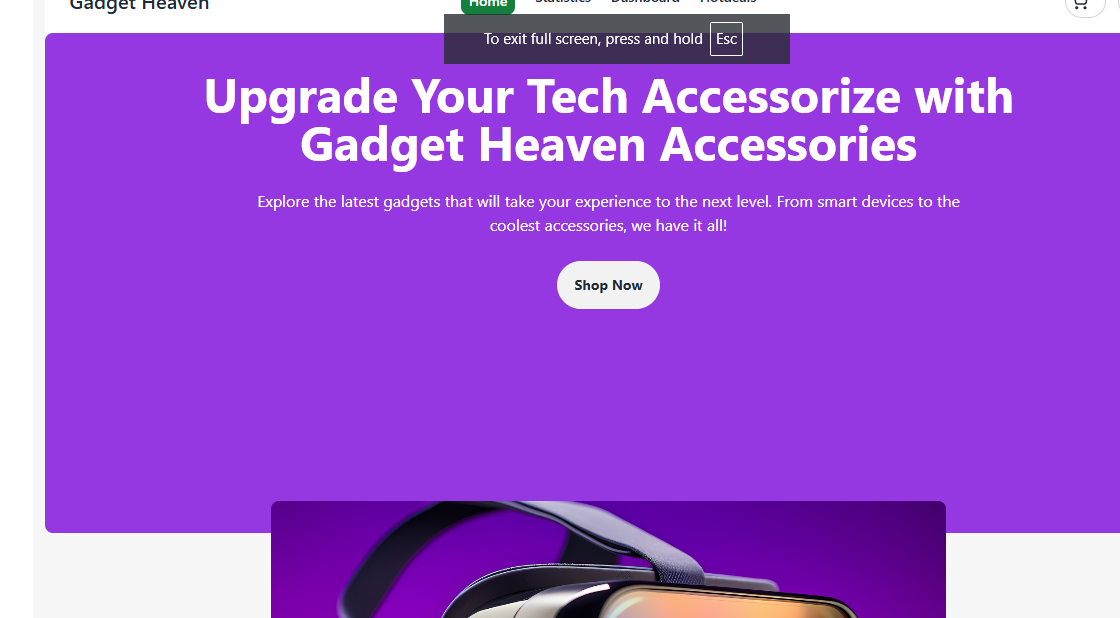 Gadget Heaven
Home Statistics Dashboard Hotdeals
To exit full screen, press and hold Esc
Upgrade Your Tech Accessorize with
Gadget Heaven Accessories
Explore the latest gadgets that will take your experience to the next level. From smart devices to the
coolest accessories, we have it all!
Shop Now